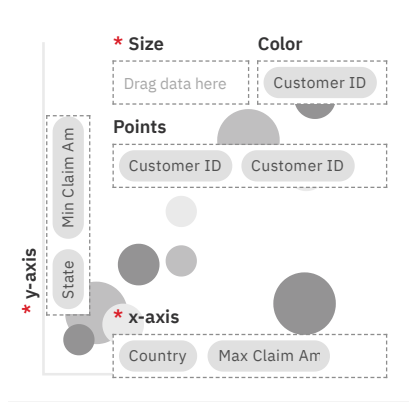 * Size
Color
Drag data here
Customer ID
Points
Customer ID
Customer ID
* y-axis
Min Claim Am
State
* x-axis
Country
Max Claim Am